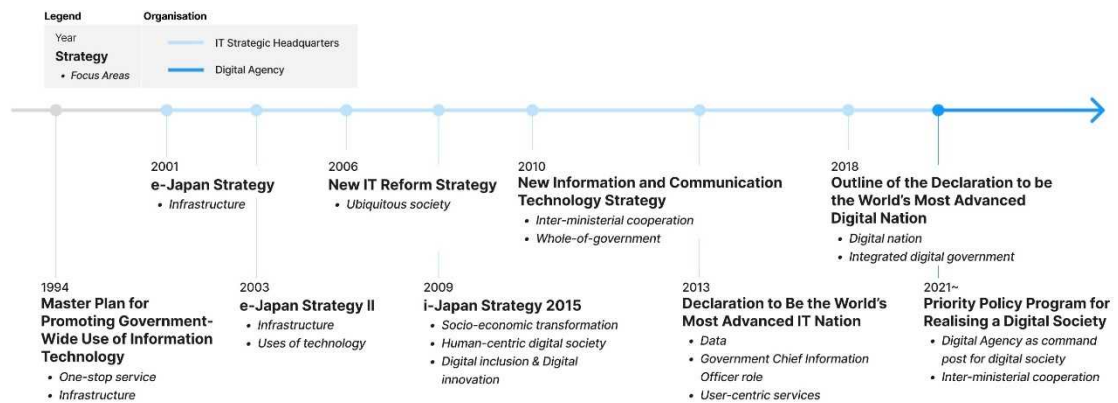 Legend
Year
Strategy
• Focus Areas
Organisation
IT Strategic Headquarters
Digital Agency
1994
Master Plan for
Promoting Government-
Wide Use of Information
Technology
• One-stop service
• Infrastructure
2001
e-Japan Strategy
• Infrastructure
2003
e-Japan Strategy II
• Infrastructure
• Uses of technology
2006
New IT Reform Strategy
• Ubiquitous society
2009
i-Japan Strategy 2015
• Socio-economic transformation
• Human-centric digital society
• Digital inclusion & Digital
innovation
2010
New Information and Communication
Technology Strategy
• Inter-ministerial cooperation
• Whole-of-government
2013
Declaration to Be the World's
Most Advanced IT Nation
• Data
• Government Chief Information
Officer role
• User-centric services
2018
Outline of the Declaration to be
the World's Most Advanced
Digital Nation
• Digital nation
• Integrated digital government
2021~
Priority Policy Program for
Realising a Digital Society
• Digital Agency as command
post for digital society
• Inter-ministerial cooperation